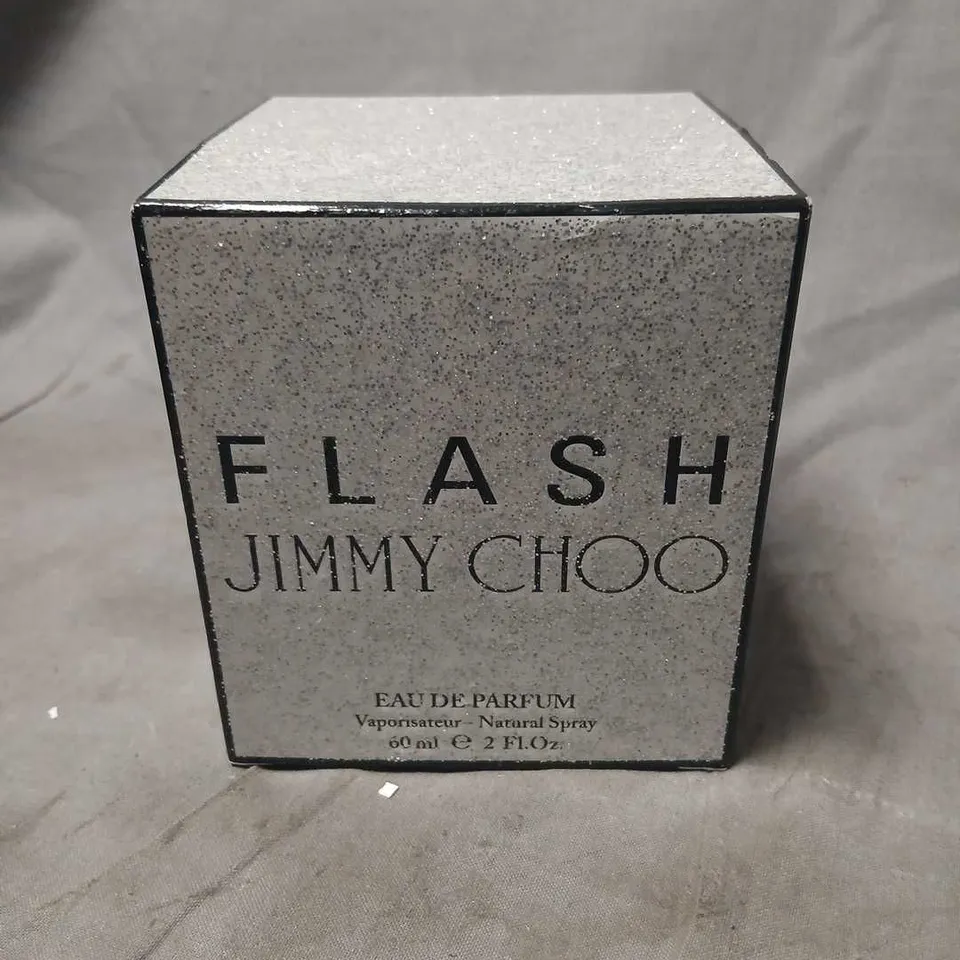 FLASH
JIMMY CHOO
EAU DE PARFUM
Vaporisateur - Natural Spray
60 ml ℮ 2 Fl.Oz.